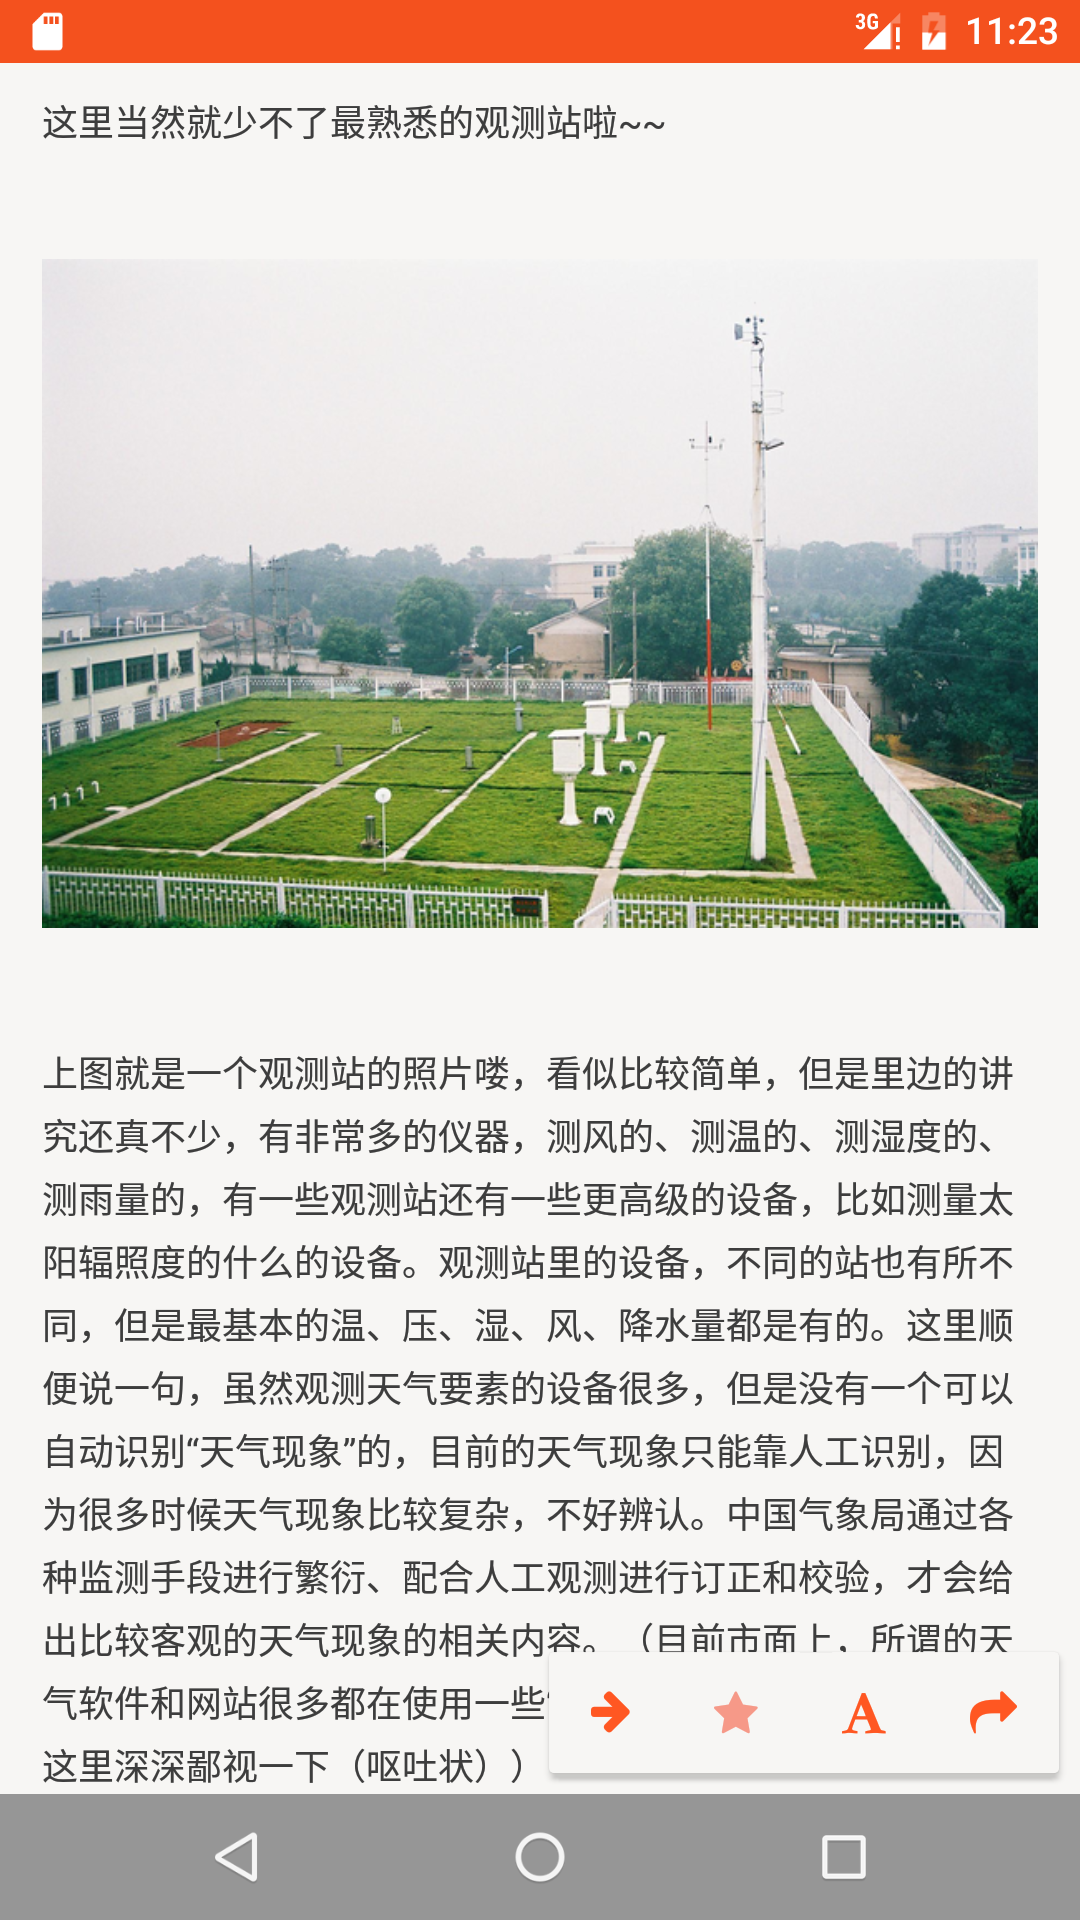 3G
11:23
这里当然就少不了最熟悉的观测站啦~~
上图就是一个观测站的照片喽，看似比较简单，但是里边的讲
究还真不少，有非常多的仪器，测风的、测温的、测湿度的、
测雨量的，有一些观测站还有一些更高级的设备，比如测量太
阳辐照度的什么的设备。观测站里的设备，不同的站也有所不
同，但是最基本的温、压、湿、风、降水量都是有的。这里顺
便说一句，虽然观测天气要素的设备很多，但是没有一个可以
自动识别“天气现象”的，目前的天气现象只能靠人工识别，因
为很多时候天气现象比较复杂，不好辨认。中国气象局通过各
种监测手段进行繁衍、配合人工观测进行订正和校验，才会给
出比较客观的天气现象的相关内容。（目前市面上，所谓的天
气软件和网站很多都在使用一些
这里深深鄙视一下（呕吐状））
A